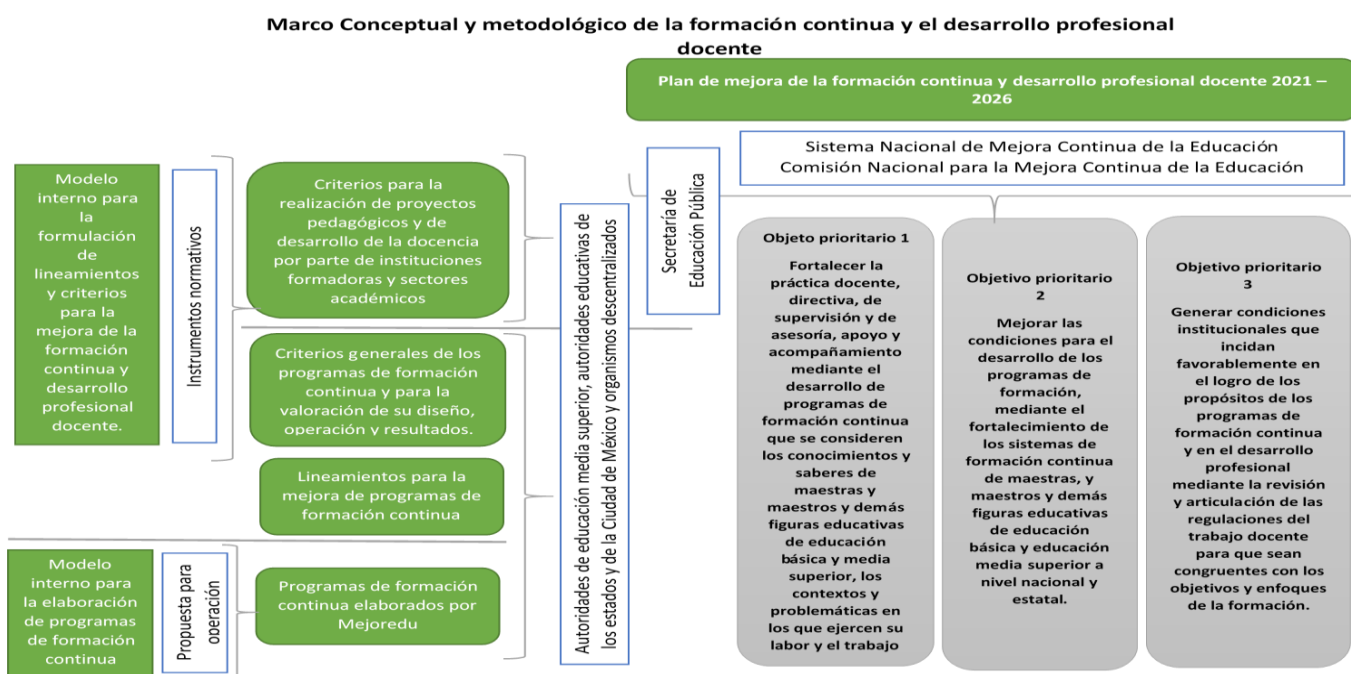 Marco Conceptual y metodológico de la formación continua y el desarrollo profesional
docente
Plan de mejora de la formación continua y desarrollo profesional docente 2021 –
2026
Sistema Nacional de Mejora Continua de la Educación
Comisión Nacional para la Mejora Continua de la Educación
Modelo
interno para
la
formulación
de
lineamientos
y criterios
para la
mejora de la
formación
continua y
desarrollo
profesional
docente.
Instrumentos normativos
Criterios para la
realización de proyectos
pedagógicos y de
desarrollo de la docencia
por parte de instituciones
formadoras y sectores
académicos
Criterios generales de los
programas de formación
continua y para la
valoración de su diseño,
operación y resultados.
Lineamientos para la
mejora de programas de
formación continua
Modelo
interno para
la elaboración
de programas
de formación
continua
Propuesta para
operación
Programas de formación
continua elaborados por
Mejoredu
Autoridades de educación media superior, autoridades educativas de
los estados y de la Ciudad de México y organismos descentralizados
Secretaría de
Educación Pública
Objeto prioritario 1
Fortalecer la
práctica docente,
directiva, de
supervisión y de
asesoría, apoyo y
acompañamiento
mediante el
desarrollo de
programas de
formación continua
que se consideren
los conocimientos y
saberes de
maestras y
maestros y demás
figuras educativas
de educación
básica y media
superior, los
contextos y
problemáticas en
los que ejercen su
labor y el trabajo
Objetivo prioritario
2
Mejorar las
condiciones para el
desarrollo de los
programas de
formación,
mediante el
fortalecimiento de
los sistemas de
formación continua
de maestras, y
maestros y demás
figuras educativas
de educación
básica y educación
media superior a
nivel nacional y
estatal.
Objetivo prioritario
3
Generar condiciones
institucionales que
incidan
favorablemente en
el logro de los
propósitos de los
programas de
formación continua
y en el desarrollo
profesional
mediante la revisión
y articulación de las
regulaciones del
trabajo docente
para que sean
congruentes con los
objetivos y enfoques
de la formación.